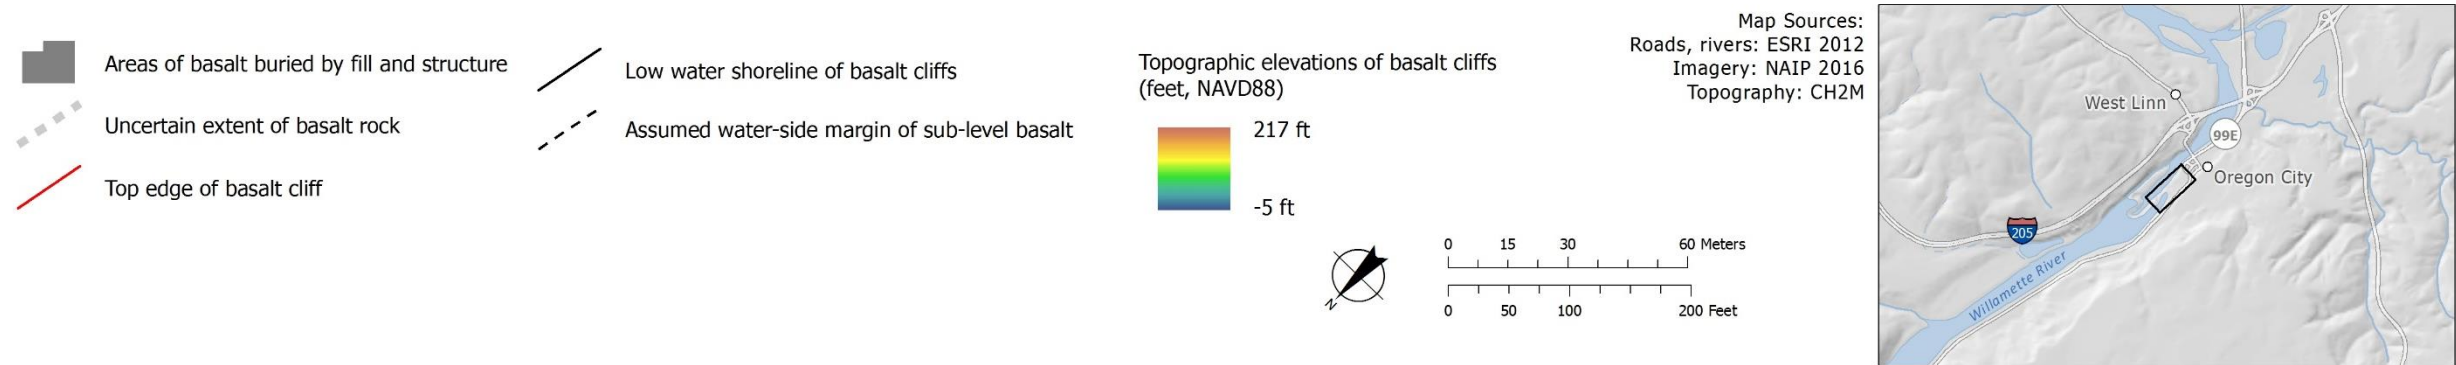 Areas of basalt buried by fill and structure
Uncertain extent of basalt rock
Top edge of basalt cliff
Low water shoreline of basalt cliffs
Assumed water-side margin of sub-level basalt
Topographic elevations of basalt cliffs
(feet, NAVD88)
217 ft
-5 ft
N
0 15 30 60 Meters
0 50 100 200 Feet
Map Sources:
Roads, rivers: ESRI 2012
Imagery: NAIP 2016
Topography: CH2M
West Linn
99E
Oregon City
205
Willamette River